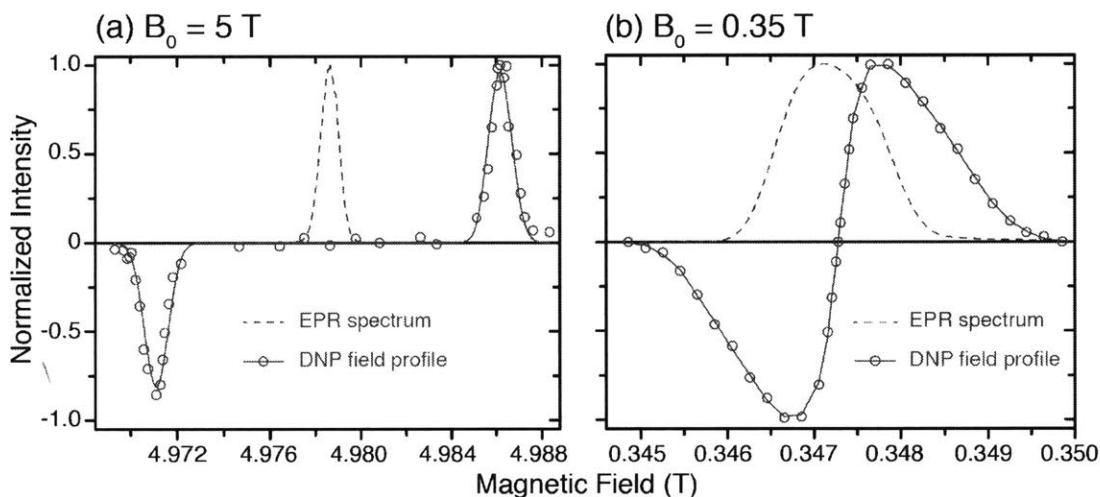 (a) B₀ = 5 T
(b) B₀ = 0.35 T
Normalized Intensity
1.0
0.5
0
-0.5
-1.0
EPR spectrum
DNP field profile
EPR spectrum
DNP field profile
4.972 4.976 4.980 4.984 4.988
0.345 0.346 0.347 0.348 0.349 0.350
Magnetic Field (T)